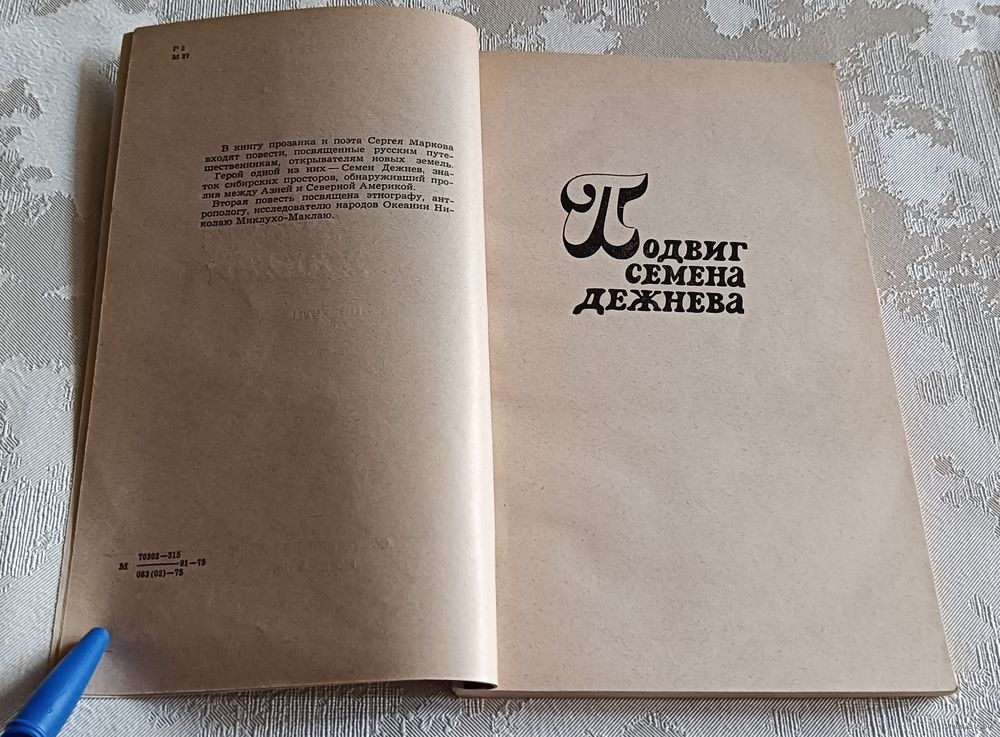 Р 2
М 27
В книгу прозаика и поэта Сергея Маркова
входят повести, посвященные русским путе-
шественникам, открывателям новых земель.
Герой одной из них — Семен Дежнев, зна-
ток сибирских просторов, обнаруживший про-
лив между Азией и Северной Америкой.
Вторая повесть посвящена этнографу, ант-
ропологу, исследователю народов Океании Ни-
колаю Миклухо-Маклаю.
М 70302—315
083(02)—75 91—75
Подвиг
Семена
Дежнева